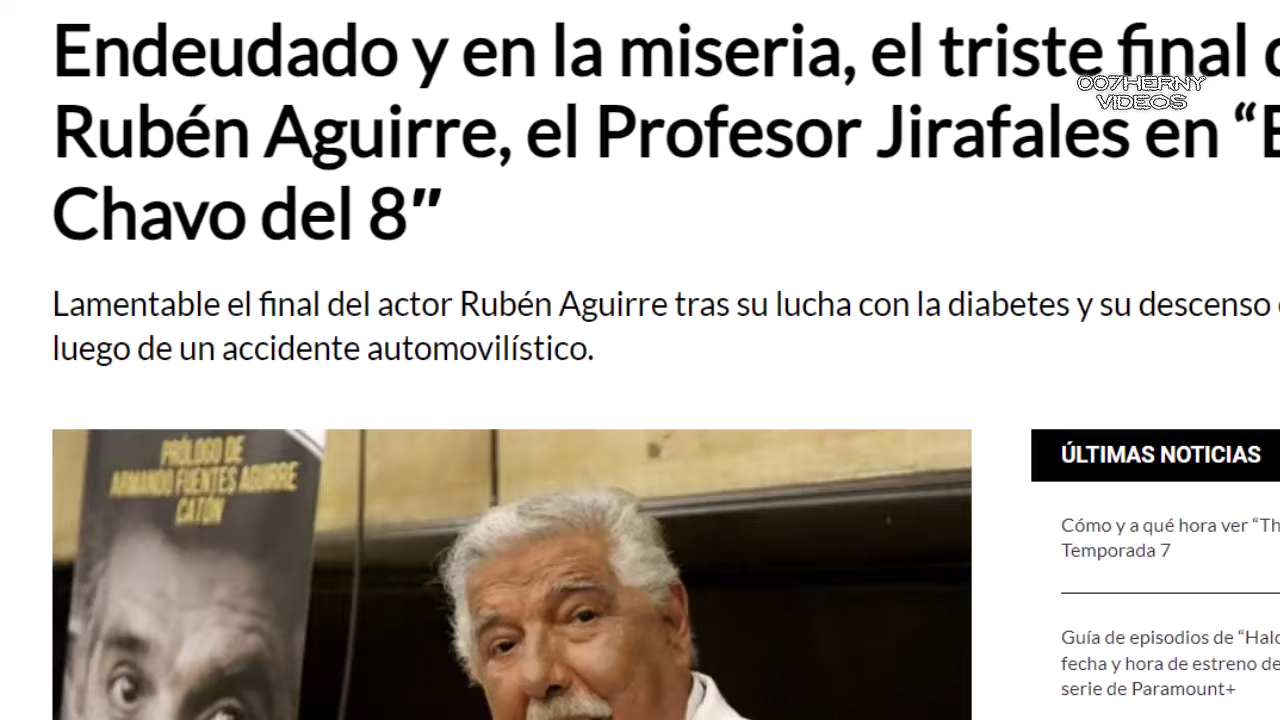 Endeudado y en la miseria, el triste final
Rubén Aguirre, el Profesor Jirafales en “E
Chavo del 8”
007HERNY
VIDEOS
Lamentable el final del actor Rubén Aguirre tras su lucha con la diabetes y su descenso
luego de un accidente automovilístico.
PRÓLOGO DE
ARMANDO FUENTES AGUIRRE
CATÓN
ÚLTIMAS NOTICIAS
Cómo y a qué hora ver “Th
Temporada 7
Guía de episodios de “Halo
fecha y hora de estreno de
serie de Paramount+